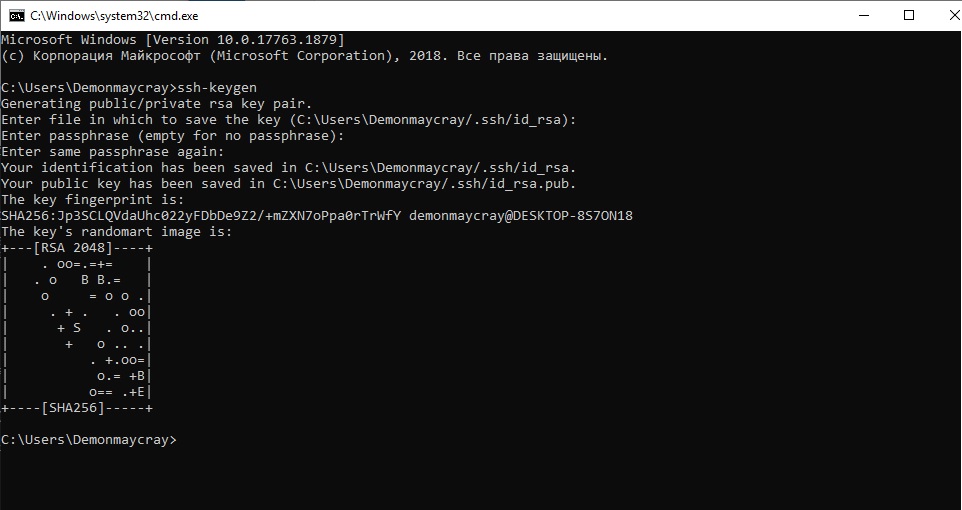 C:\Windows\system32\cmd.exe
Microsoft Windows [Version 10.0.17763.1879]
(c) Корпорация Майкрософт (Microsoft Corporation), 2018. Все права защищены.
C:\Users\Demonmaycray>ssh-keygen
Generating public/private rsa key pair.
Enter file in which to save the key (C:\Users\Demonmaycray/.ssh/id_rsa):
Enter passphrase (empty for no passphrase):
Enter same passphrase again:
Your identification has been saved in C:\Users\Demonmaycray/.ssh/id_rsa.
Your public key has been saved in C:\Users\Demonmaycray/.ssh/id_rsa.pub.
The key fingerprint is:
SHA256:Jp3SCLQVdaUhc022yFDbDe9Z2/+mZXN7oPpa0rTrWfY demonmaycray@DESKTOP-8S7ON18
The key's randomart image is:
+---[RSA 2048]----+
|    . oo=.=+=    |
|   . o   B B.=   |
|    o     = o o .|
|     . + .   . oo|
|      + S   . o..|
|       +   o .. .|
|          . +.oo=|
|           o.= +B|
|          o== .+E|
+----[SHA256]-----+
C:\Users\Demonmaycray>